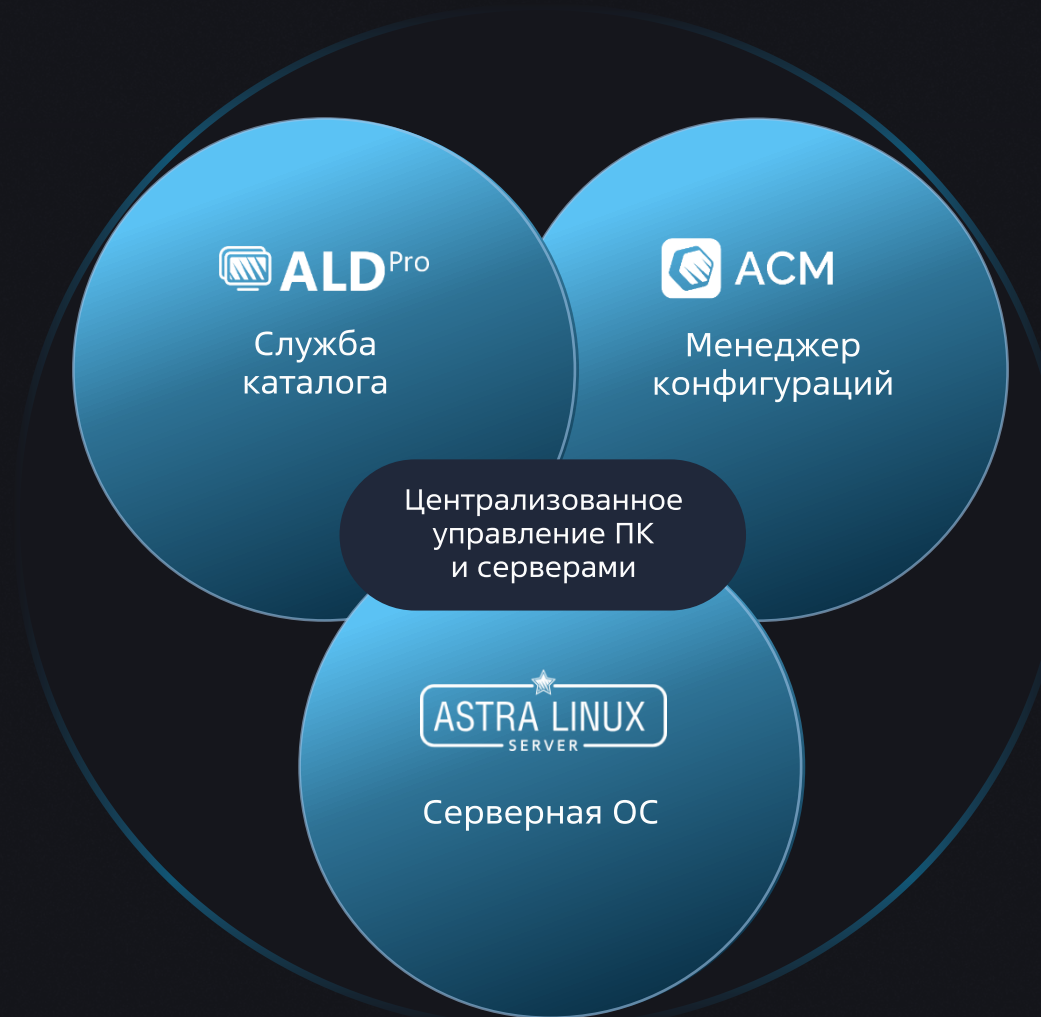 ALD Pro
Служба
каталога
ACM
Менеджер
конфигураций
Централизованное
управление ПК
и серверами
ASTRA LINUX
SERVER
Серверная ОС